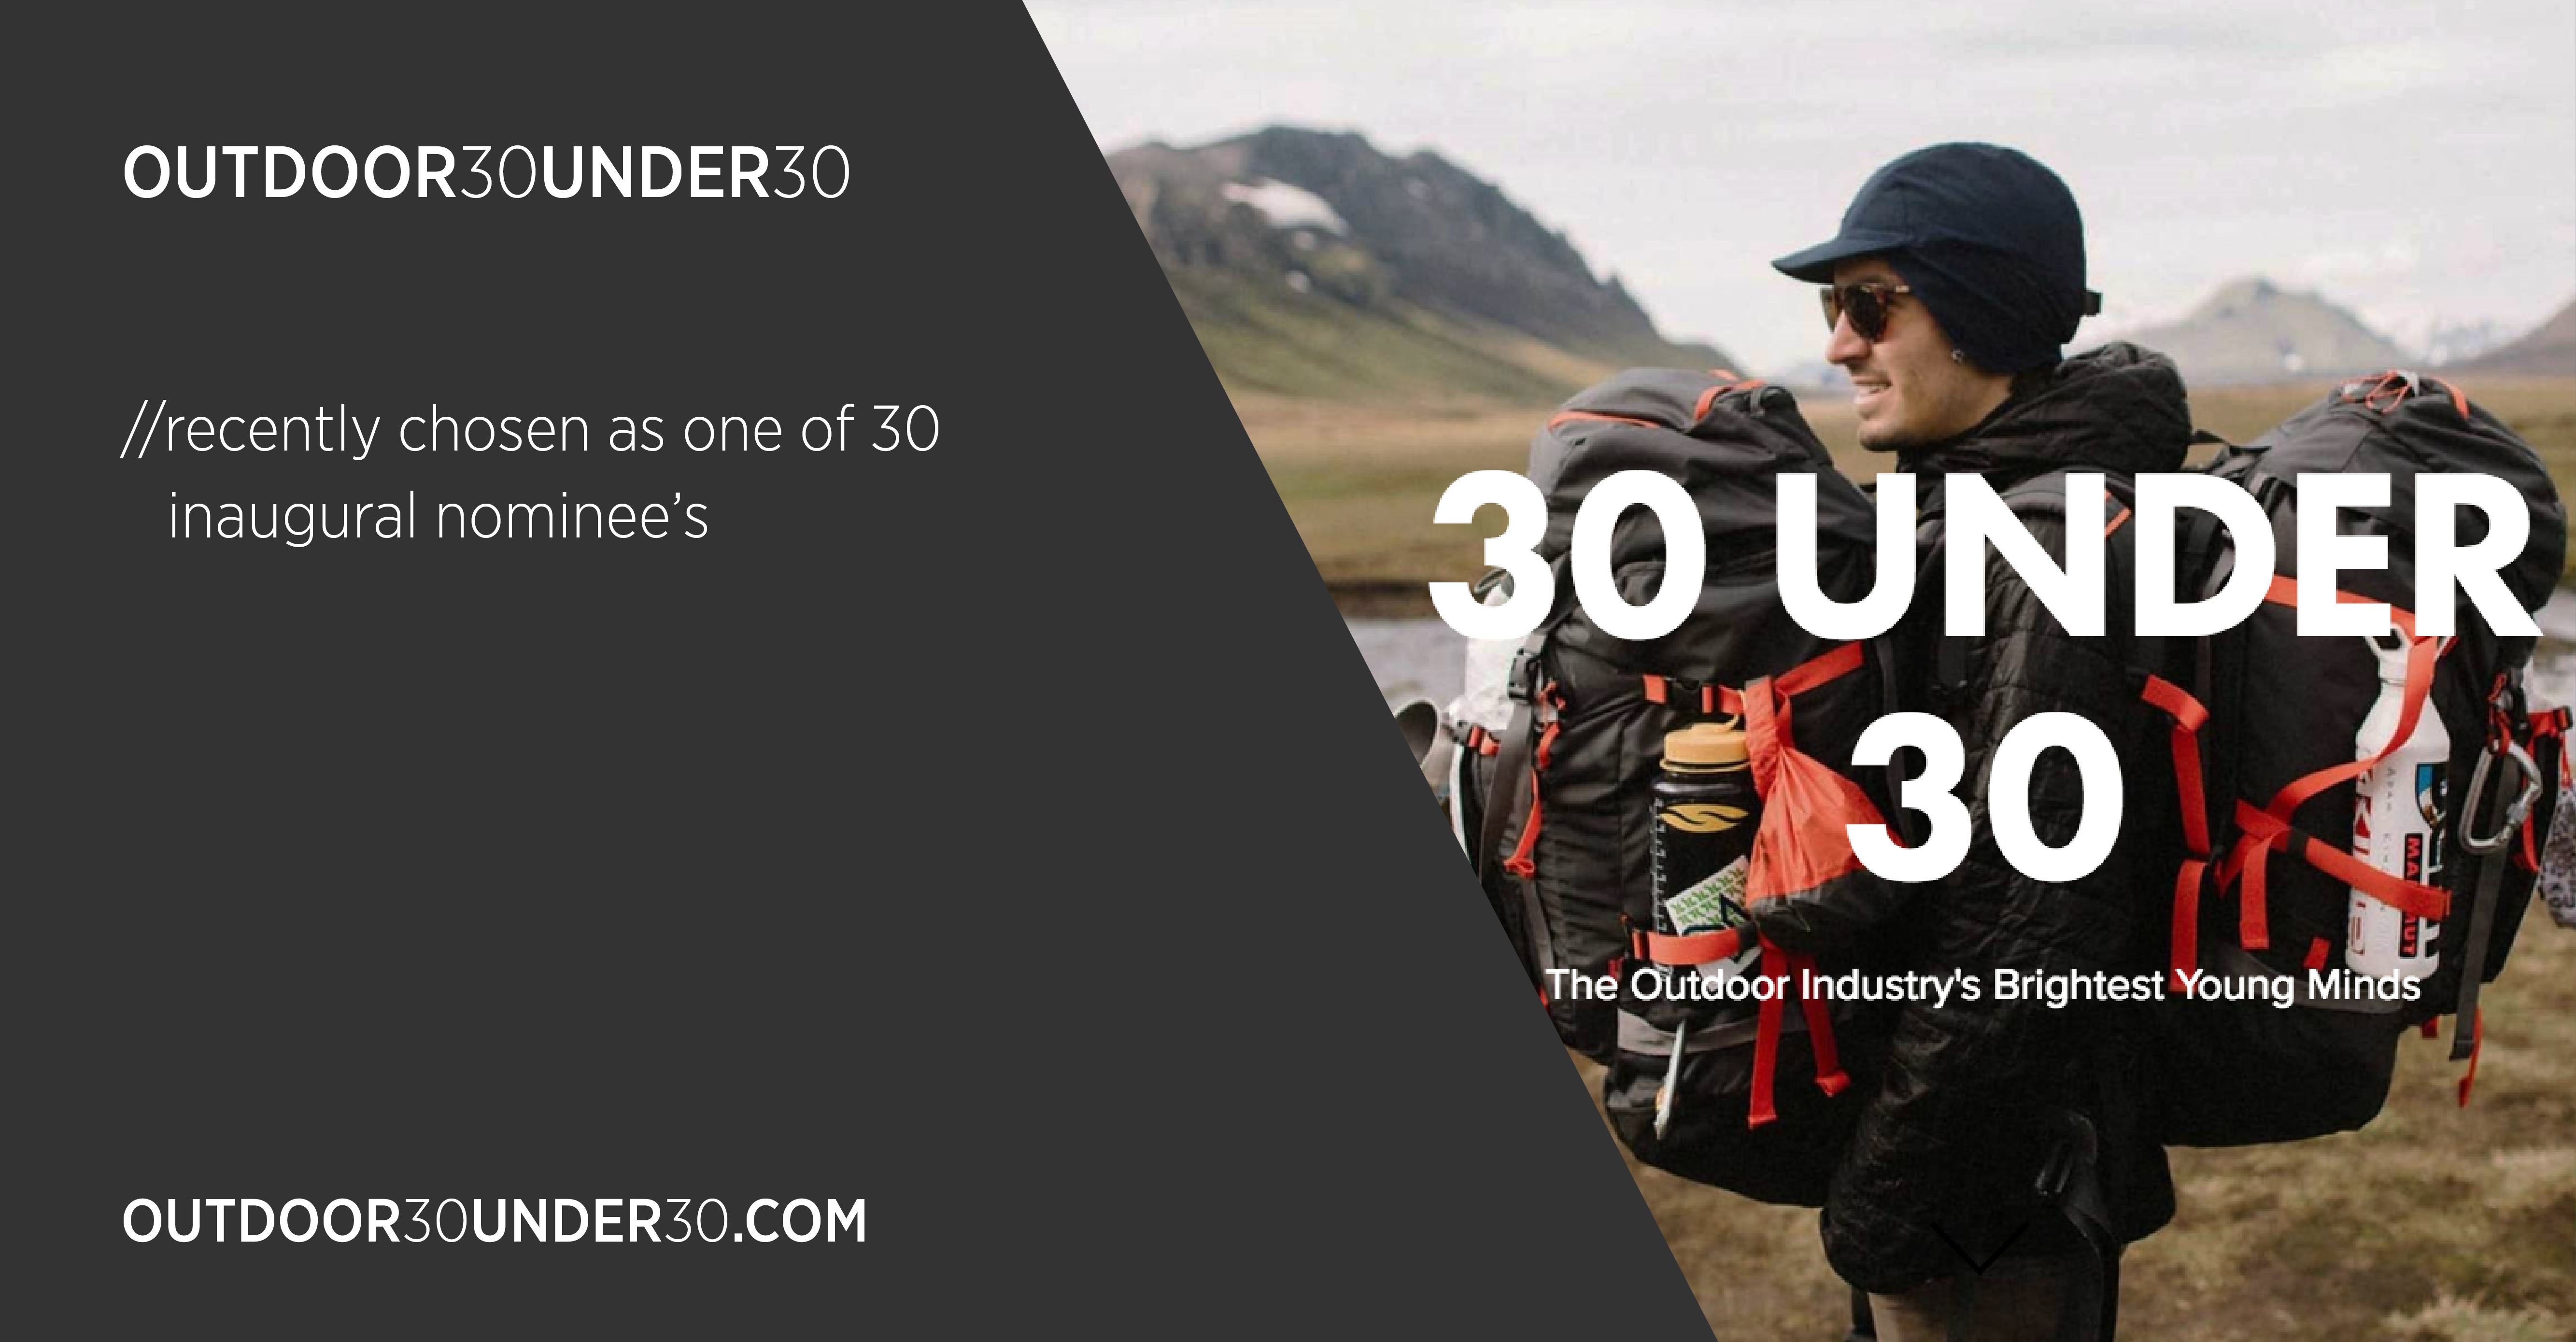 OUTDOOR30UNDER30
//recently chosen as one of 30
inaugural nominee’s
OUTDOOR30UNDER30.COM
30 UNDER
30
The Outdoor Industry's Brightest Young Minds